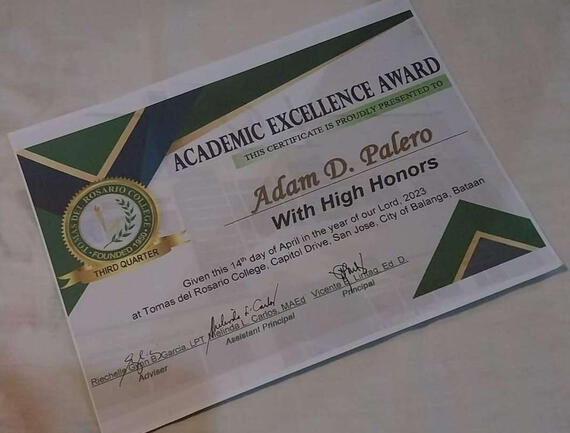 ACADEMIC EXCELLENCE AWARD
THIS CERTIFICATE IS PROUDLY PRESENTED TO
Adam D. Palero
With High Honors
Given this 14th day of April in the year of our Lord, 2023
at Tomas del Rosario College, Capitol Drive, San Jose, City of Balanga, Bataan
TOMAS DEL ROSARIO COLLEGE
FOUNDED 1950
THIRD QUARTER
Vicente B. Lintag, Ed. D.
Principal
Melinda L. Carlos, MAEd
Assistant Principal
Riechelle B. Garcia, LPT
Adviser